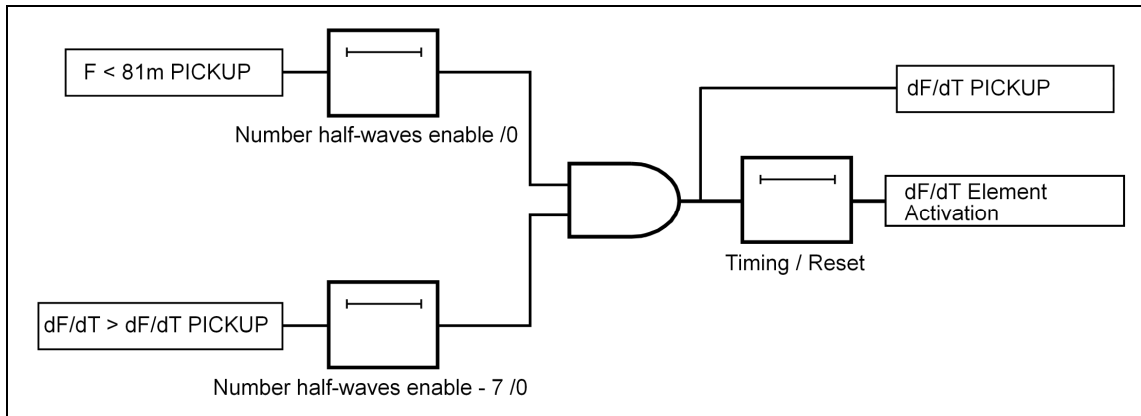 F < 81m PICKUP
Number half-waves enable /0
dF/dT PICKUP
dF/dT Element
Activation
Timing / Reset
dF/dT > dF/dT PICKUP
Number half-waves enable - 7 /0